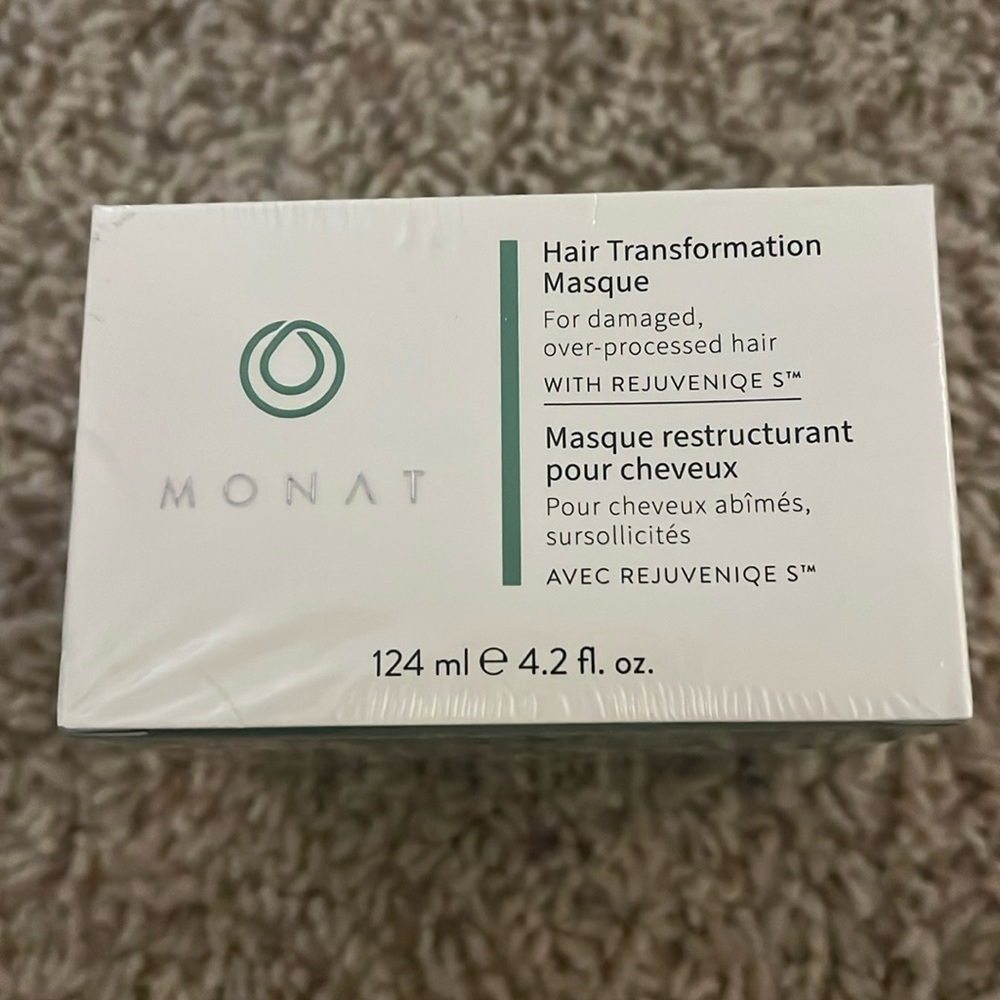 MONAT
Hair Transformation
Masque
For damaged,
over-processed hair
WITH REJUVENIQE S™
Masque restructurant
pour cheveux
Pour cheveux abîmés,
sursollicités
AVEC REJUVENIQE S™
124 ml ℮ 4.2 fl. oz.